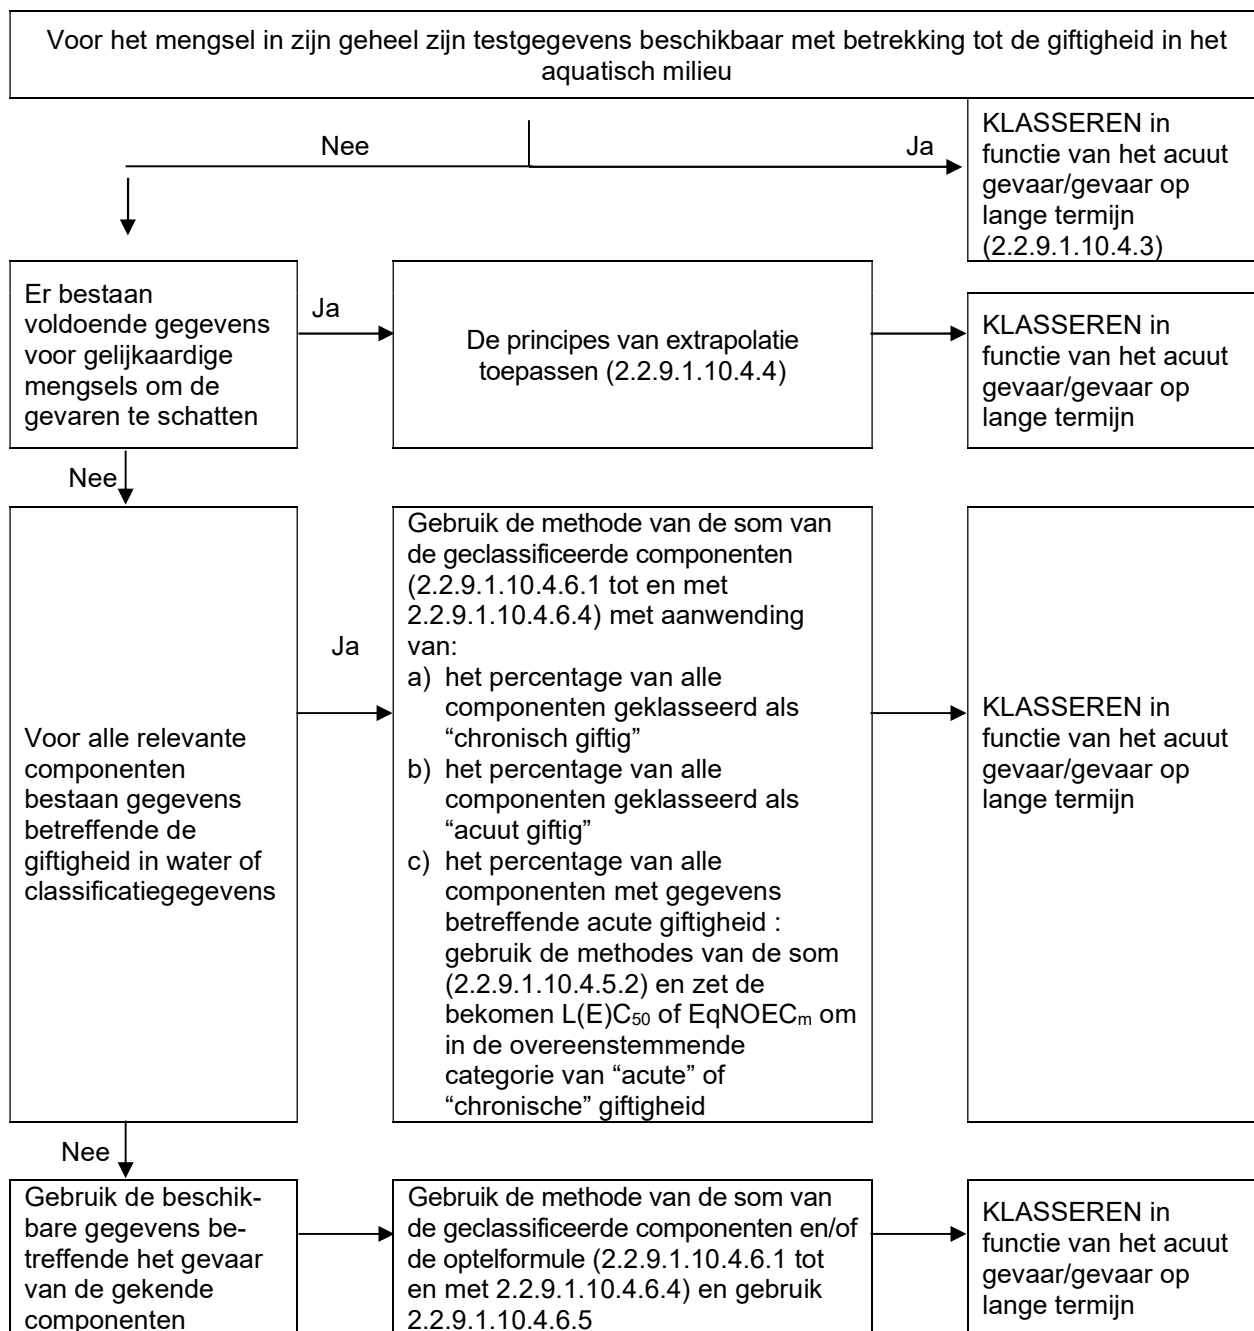 Voor het mengsel in zijn geheel zijn testgegevens beschikbaar met betrekking tot de giftigheid in het
aquatisch milieu
Nee
Ja
KLASSEREN in
functie van het acuut
gevaar/gevaar op
lange termijn
(2.2.9.1.10.4.3)
Er bestaan
voldoende gegevens
voor gelijkaardige
mengsels om de
gevaren te schatten
Ja
De principes van extrapolatie
toepassen (2.2.9.1.10.4.4)
KLASSEREN in
functie van het acuut
gevaar/gevaar op
lange termijn
Nee
Voor alle relevante
componenten
bestaan gegevens
betreffende de
giftigheid in water of
classificatiegegevens
Ja
Gebruik de methode van de som van
de geclassificeerde componenten
(2.2.9.1.10.4.6.1 tot en met
2.2.9.1.10.4.6.4) met aanwending
van:
a) het percentage van alle
componenten geklasseerd als
“chronisch giftig”
b) het percentage van alle
componenten geklasseerd als
“acuut giftig”
c) het percentage van alle
componenten met gegevens
betreffende acute giftigheid :
gebruik de methodes van de som
(2.2.9.1.10.4.5.2) en zet de
bekomen L(E)C₅₀ of EqNOECₘ om
in de overeenstemmende
categorie van “acute” of
“chronische” giftigheid
KLASSEREN in
functie van het acuut
gevaar/gevaar op
lange termijn
Nee
Gebruik de beschik-
bare gegevens be-
treffende het gevaar
van de gekende
componenten
Gebruik de methode van de som van
de geclassificeerde componenten en/of
de optelformule (2.2.9.1.10.4.6.1 tot
en met 2.2.9.1.10.4.6.4) en gebruik
2.2.9.1.10.4.6.5
KLASSEREN in
functie van het acuut
gevaar/gevaar op
lange termijn